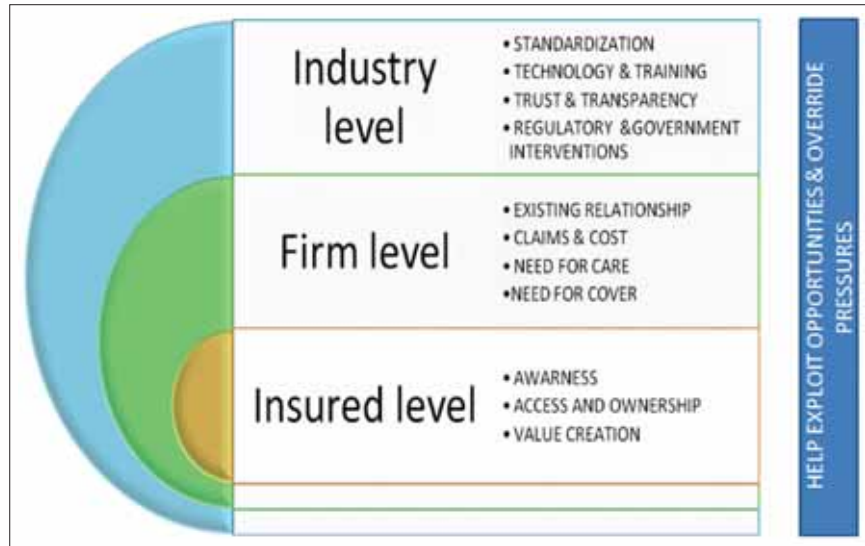 Industry
level
• STANDARDIZATION
• TECHNOLOGY & TRAINING
• TRUST & TRANSPARENCY
• REGULATORY &GOVERNMENT
INTERVENTIONS
Firm level
• EXISTING RELATIONSHIP
• CLAIMS & COST
• NEED FOR CARE
•NEED FOR COVER
Insured level
• AWARNESS
• ACCESS AND OWNERSHIP
• VALUE CREATION
HELP EXPLOIT OPPORTUNITIES & OVERRIDE
PRESSURES